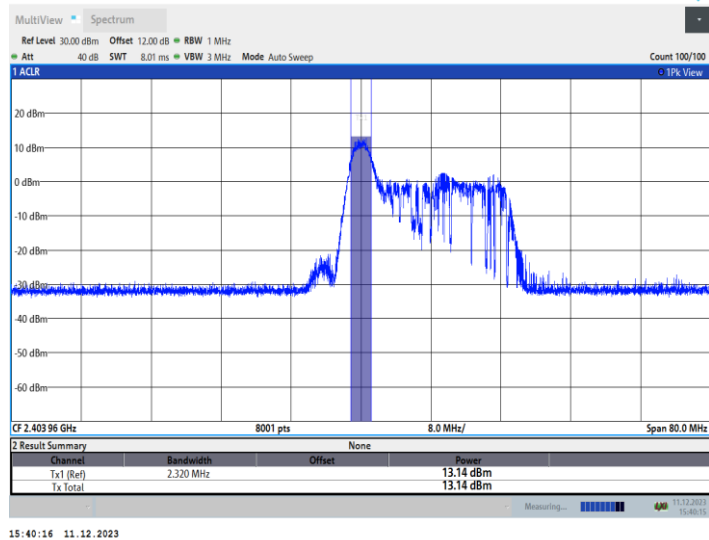 MultiView Spectrum
Ref Level 30.00 dBm Offset 12.00 dB RBW 1 MHz
Att 40 dB SWT 8.01 ms VBW 3 MHz Mode Auto Sweep Count 100/100
1 ACLR 1Pk View
20 dBm
10 dBm
0 dBm
-10 dBm
-20 dBm
-30 dBm
-40 dBm
-50 dBm
-60 dBm
CF 2.403 96 GHz 8001 pts 8.0 MHz/ Span 80.0 MHz
2 Result Summary None
Channel Bandwidth Offset Power
Tx1 (Ref) 2.320 MHz 13.14 dBm
Tx Total 13.14 dBm
Measuring... 11.12.2023
15:40:15
15:40:16 11.12.2023